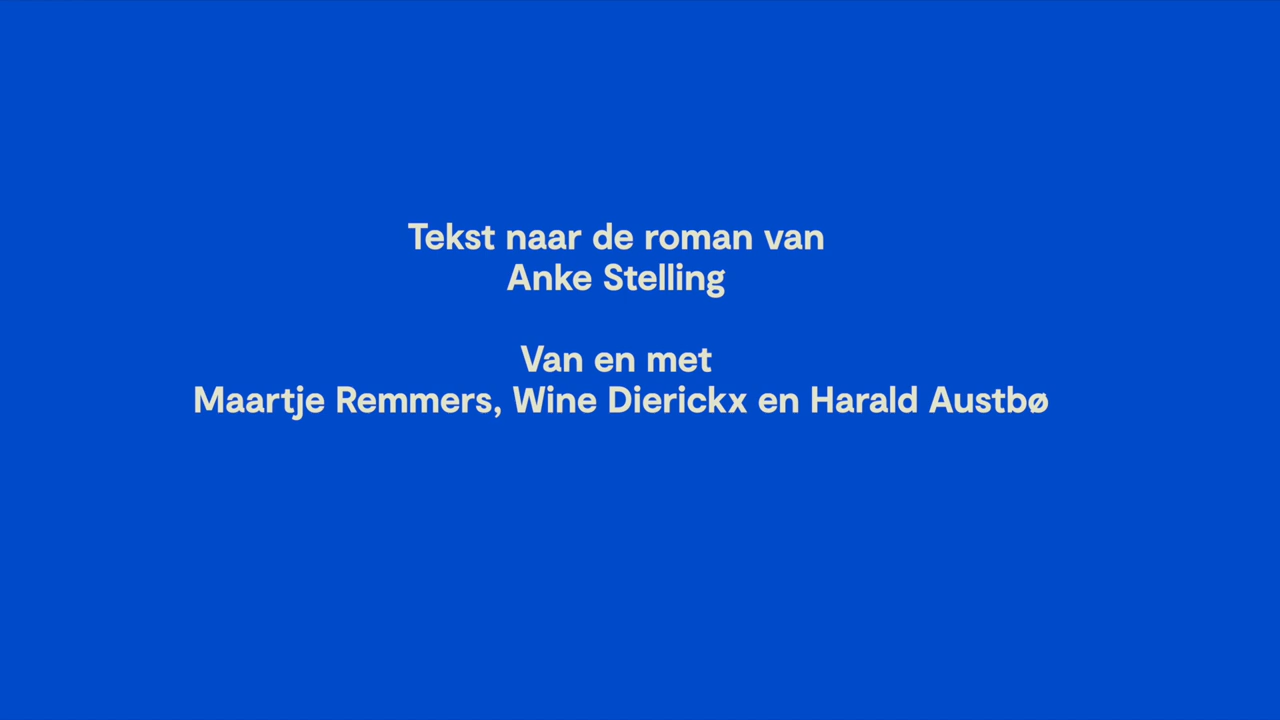 Tekst naar de roman van
Anke Stelling
Van en met
Maartje Remmers, Wine Dierickx en Harald Austbø